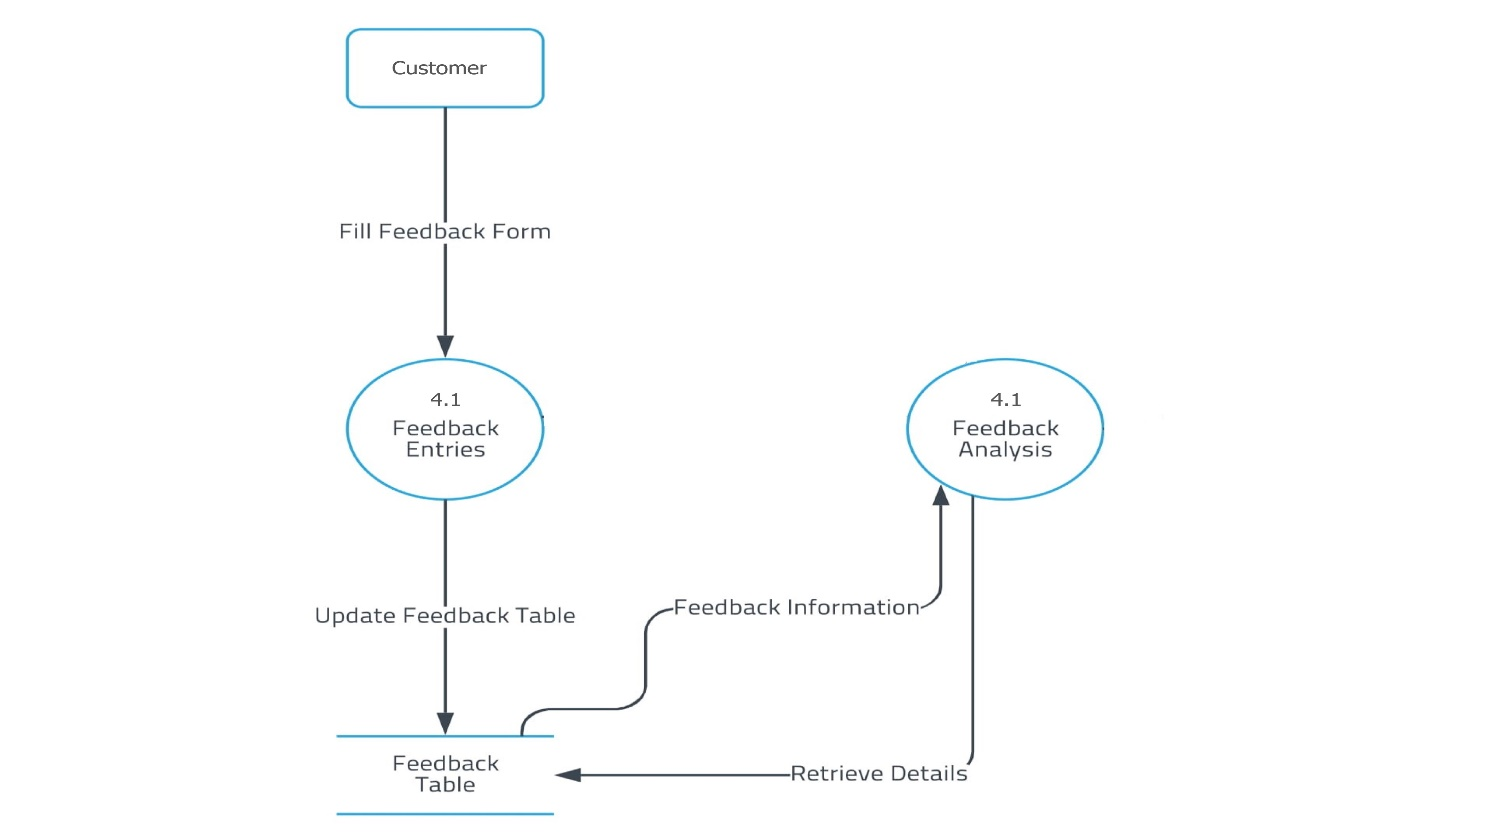 Customer
Fill Feedback Form
4.1
Feedback
Entries
4.1
Feedback
Analysis
Update Feedback Table
Feedback Information
Feedback
Table
Retrieve Details